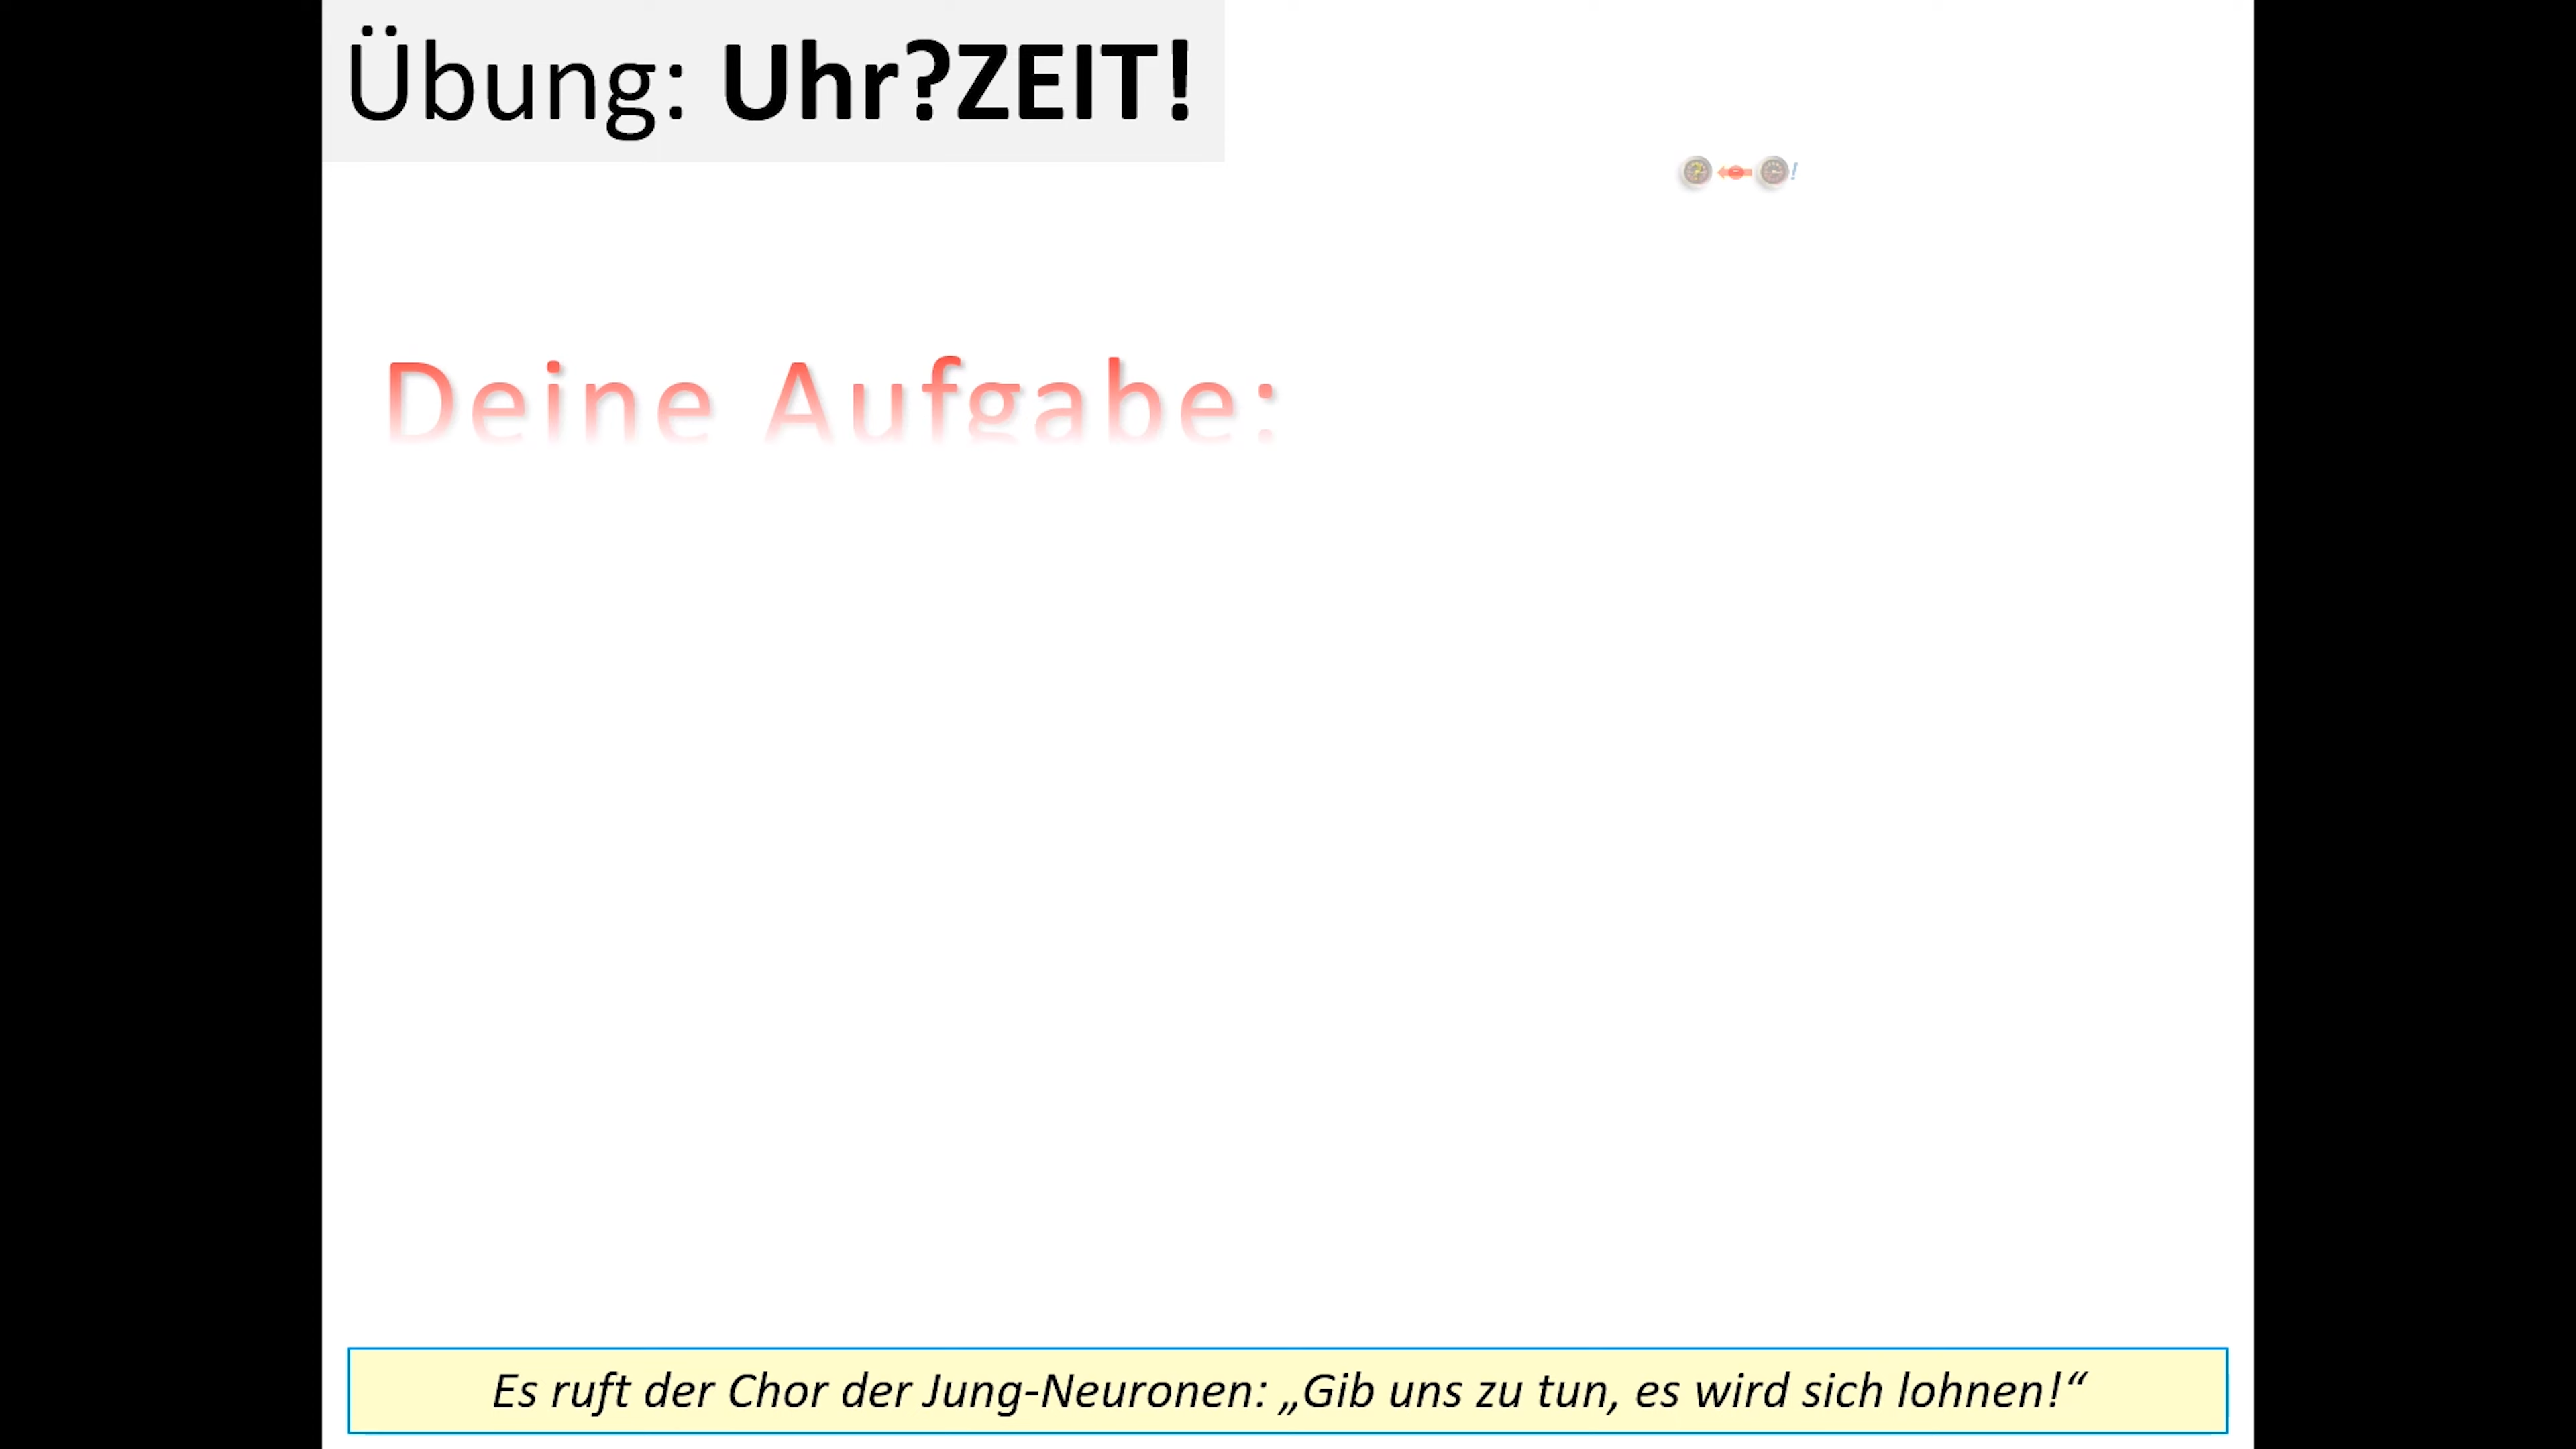 Übung: Uhr?ZEIT!
!
Deine Aufgabe:
Es ruft der Chor der Jung-Neuronen: „Gib uns zu tun, es wird sich lohnen!“